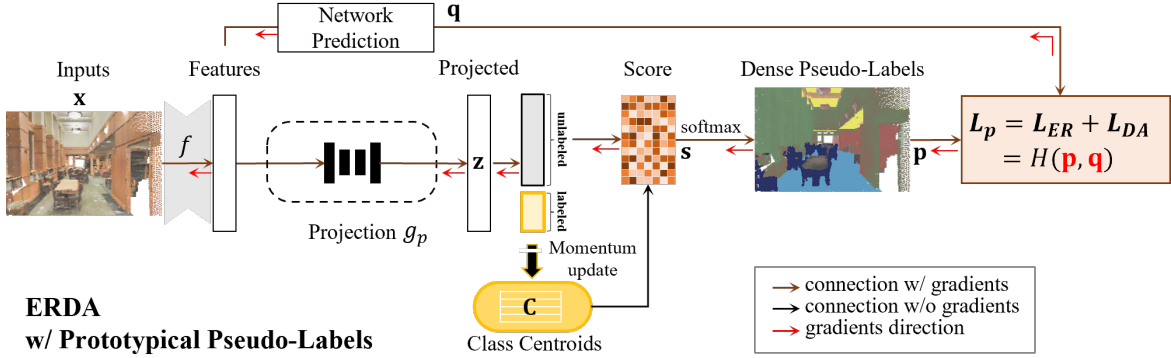 Network
Prediction
q
Inputs
x
Features
Projected
Score
Dense Pseudo-Labels
f
z
unlabeled
labeled
softmax
s
p
L_p = L_ER + L_DA
= H(p, q)
Projection g_p
Momentum
update
C
Class Centroids
ERDA
w/ Prototypical Pseudo-Labels
connection w/ gradients
connection w/o gradients
gradients direction